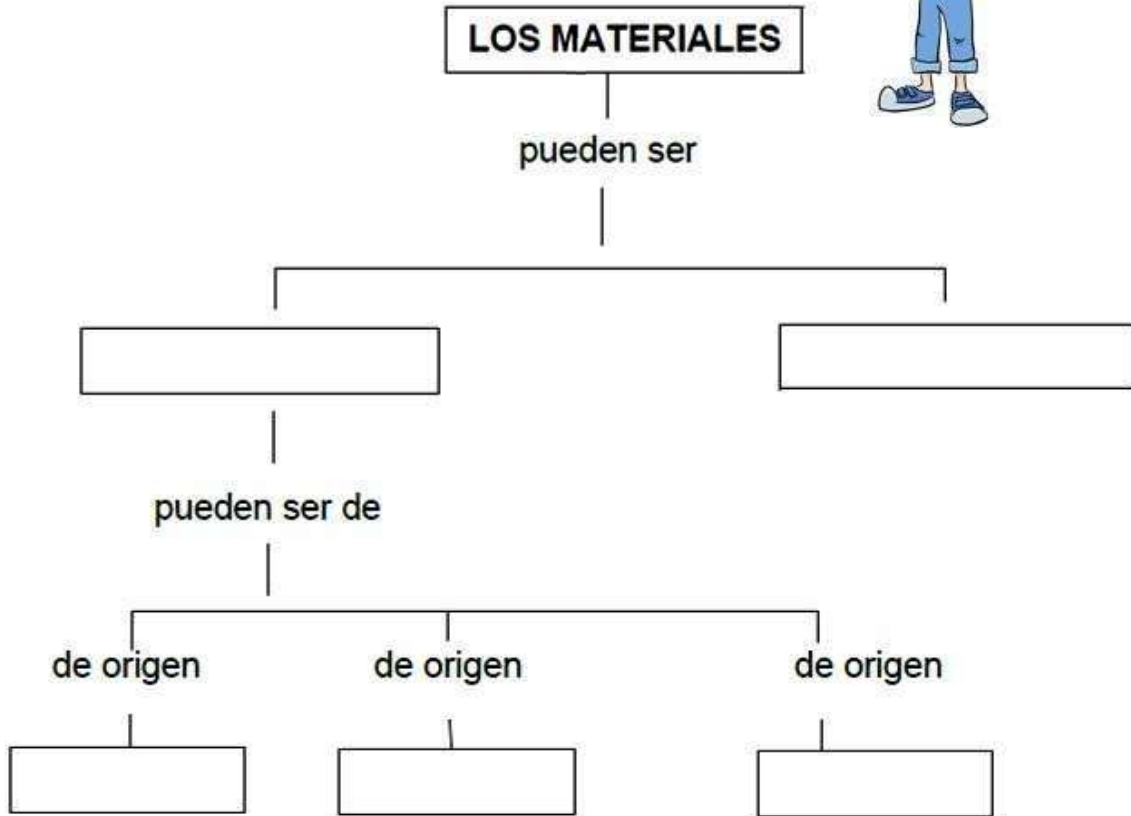 LOS MATERIALES
pueden ser
pueden ser de
de origen de origen de origen